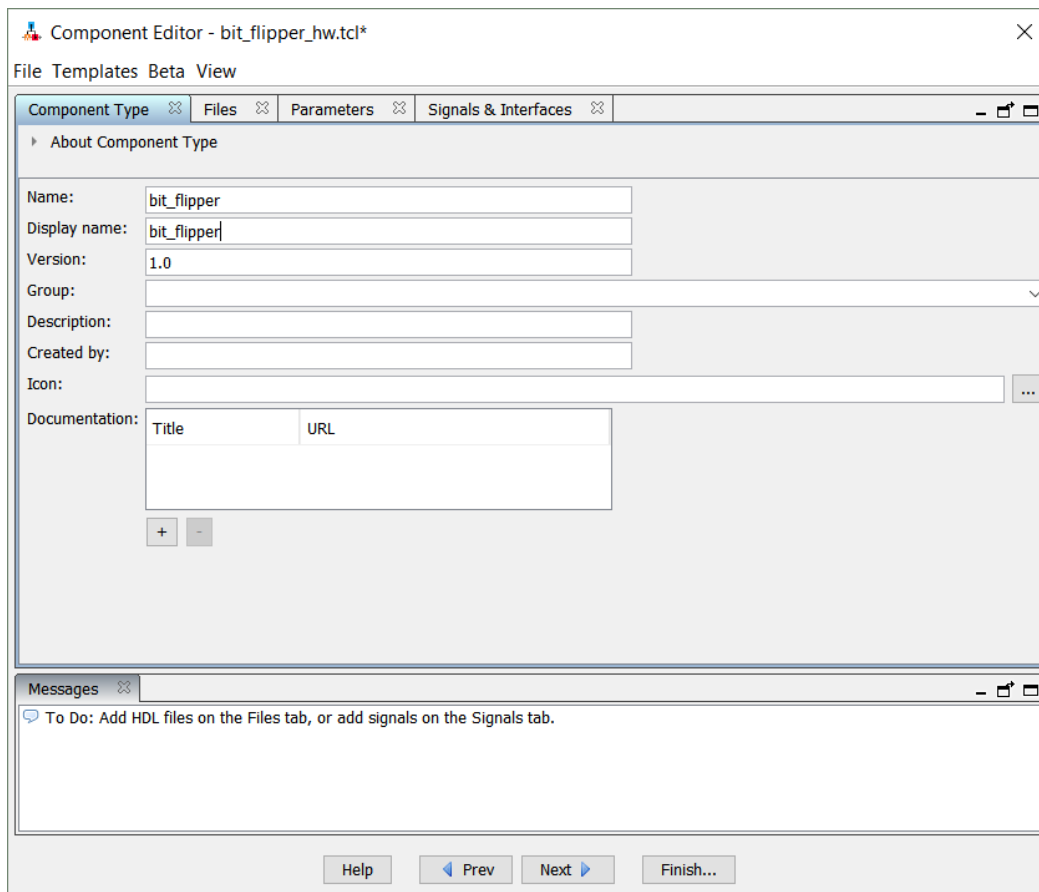 Component Editor - bit_flipper_hw.tcl*
File Templates Beta View
Component Type Files Parameters Signals & Interfaces
About Component Type
Name: bit_flipper
Display name: bit_flipper
Version: 1.0
Group:
Description:
Created by:
Icon: ...
Documentation: Title URL
+ -
Messages
To Do: Add HDL files on the Files tab, or add signals on the Signals tab.
Help Prev Next Finish...